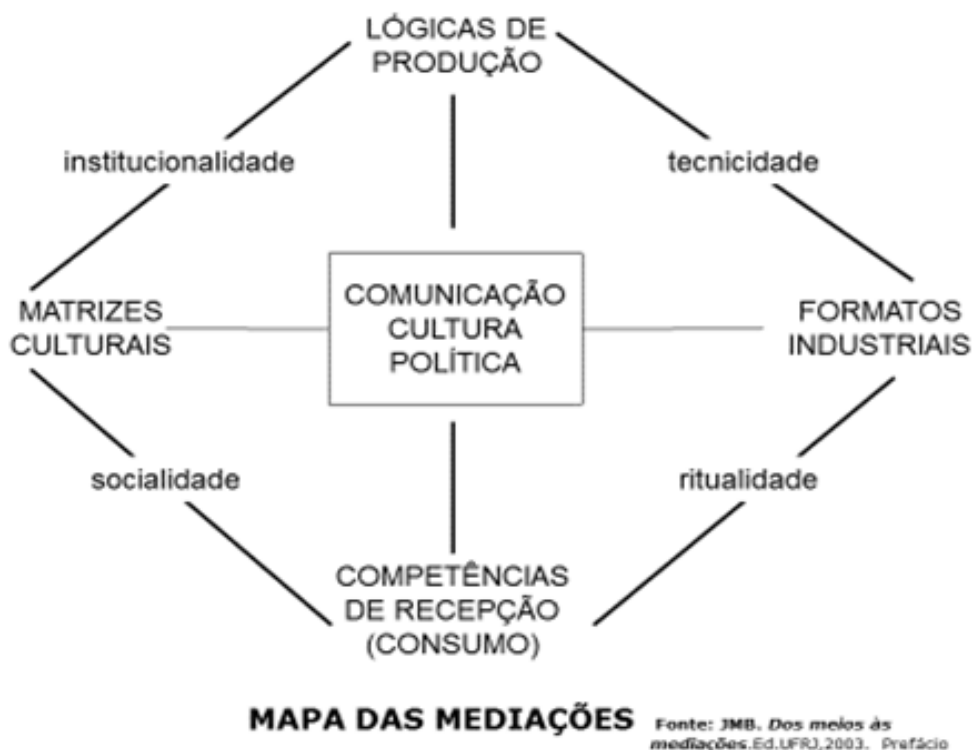 LÓGICAS DE
PRODUÇÃO
institucionalidade
tecnicidade
MATRIZES
CULTURAIS
COMUNICAÇÃO
CULTURA
POLÍTICA
FORMATOS
INDUSTRIAIS
socialidade
ritualidade
COMPETÊNCIAS
DE RECEPÇÃO
(CONSUMO)
MAPA DAS MEDIAÇÕES Fonte: JMB. Dos meios às
mediações.Ed.UFRJ.2003. Prefácio